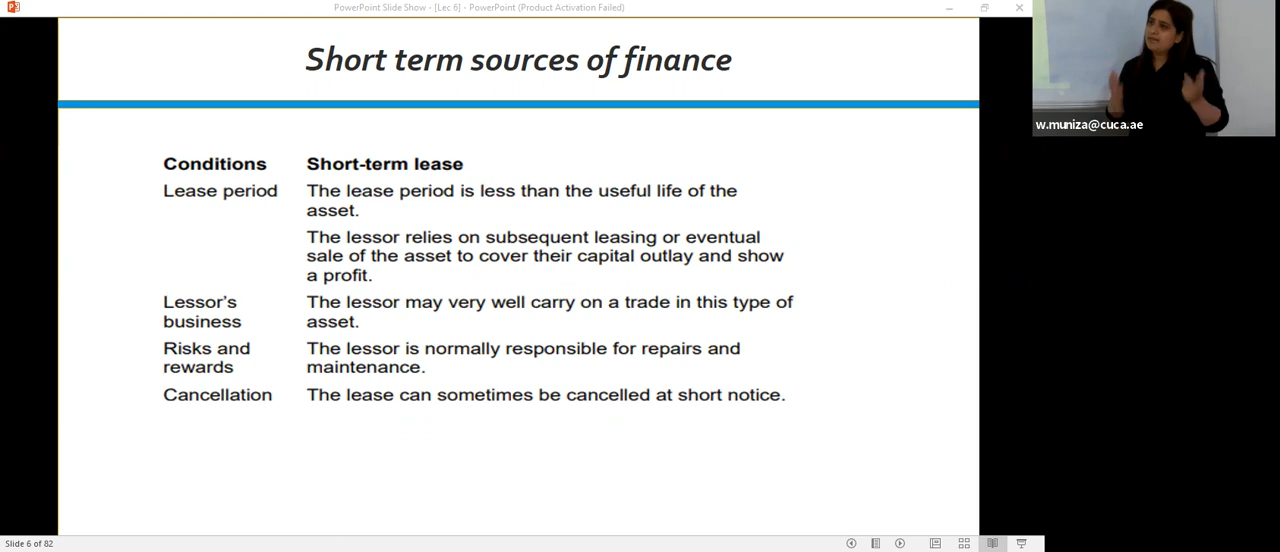 PowerPoint Slide Show - [Lec 6] - PowerPoint (Product Activation Failed)
Short term sources of finance
w.muniza@cuca.ae
Conditions Short-term lease
Lease period The lease period is less than the useful life of the
asset.
The lessor relies on subsequent leasing or eventual
sale of the asset to cover their capital outlay and show
a profit.
Lessor's The lessor may very well carry on a trade in this type of
business asset.
Risks and The lessor is normally responsible for repairs and
rewards maintenance.
Cancellation The lease can sometimes be cancelled at short notice.
Slide 6 of 82